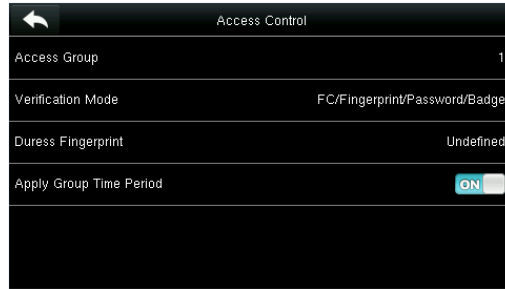 Access Control
Access Group 1
Verification Mode FC/Fingerprint/Password/Badge
Duress Fingerprint Undefined
Apply Group Time Period ON